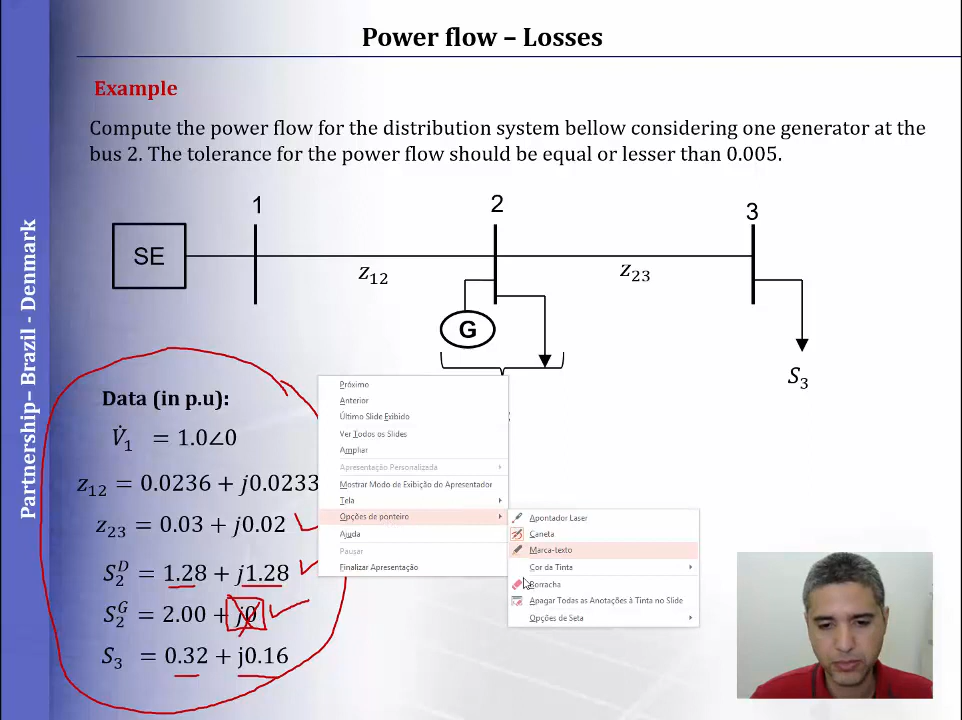 Power flow – Losses
Example
Compute the power flow for the distribution system bellow considering one generator at the
bus 2. The tolerance for the power flow should be equal or lesser than 0.005.
Partnership– Brazil - Denmark
1
2
3
SE
z₁₂
z₂₃
G
S₃
Data (in p.u):
V̇₁ = 1.0∠0
z₁₂ = 0.0236 + j0.0233
z₂₃ = 0.03 + j0.02
S₂ᴰ = 1.28 + j1.28
S₂ᴳ = 2.00 + j0
S₃ = 0.32 + j0.16
Próximo
Anterior
Último Slide Exibido
Ver Todos os Slides
Ampliar
Apresentação Personalizada
Mostrar Modo de Exibição do Apresentador
Tela
Opções de ponteiro
Ajuda
Pausar
Finalizar Apresentação
Apontador Laser
Caneta
Marca-texto
Cor da Tinta
Borracha
Apagar Todas as Anotações à Tinta no Slide
Opções de Seta